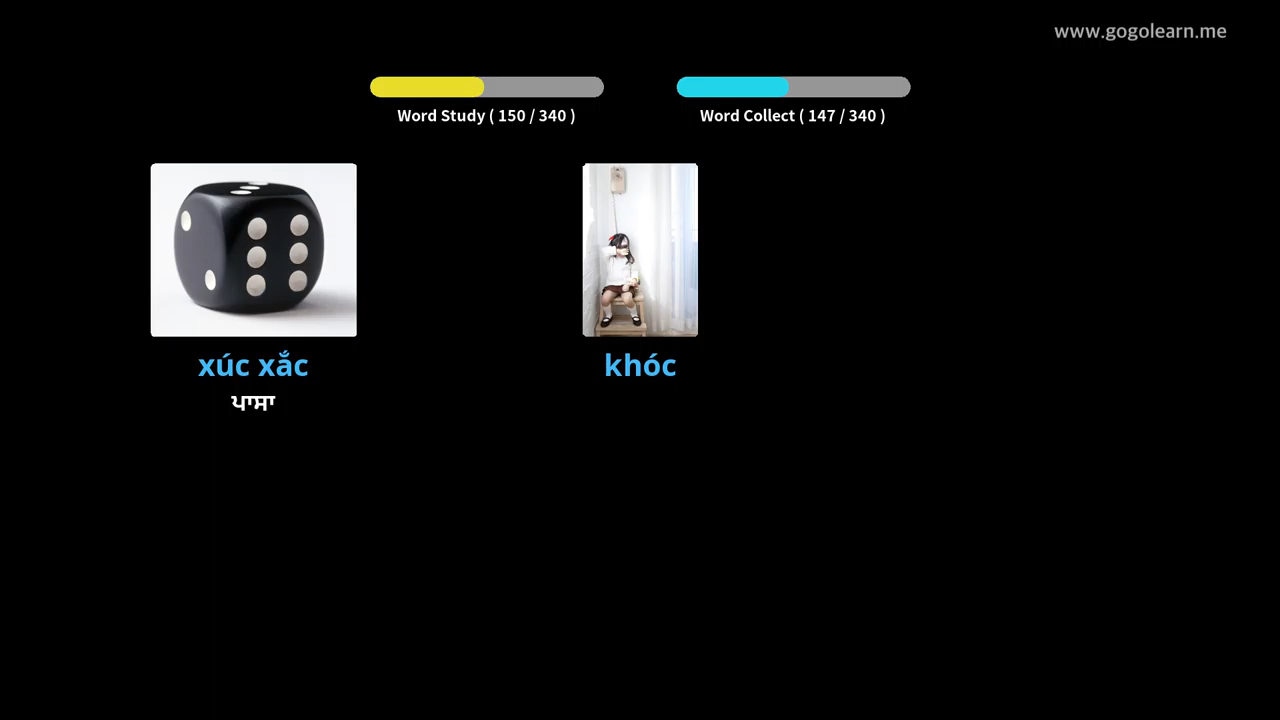 www.gogolearn.me
Word Study ( 150 / 340 )
Word Collect ( 147 / 340 )
xúc xắc
khóc
ਪਾਸਾ